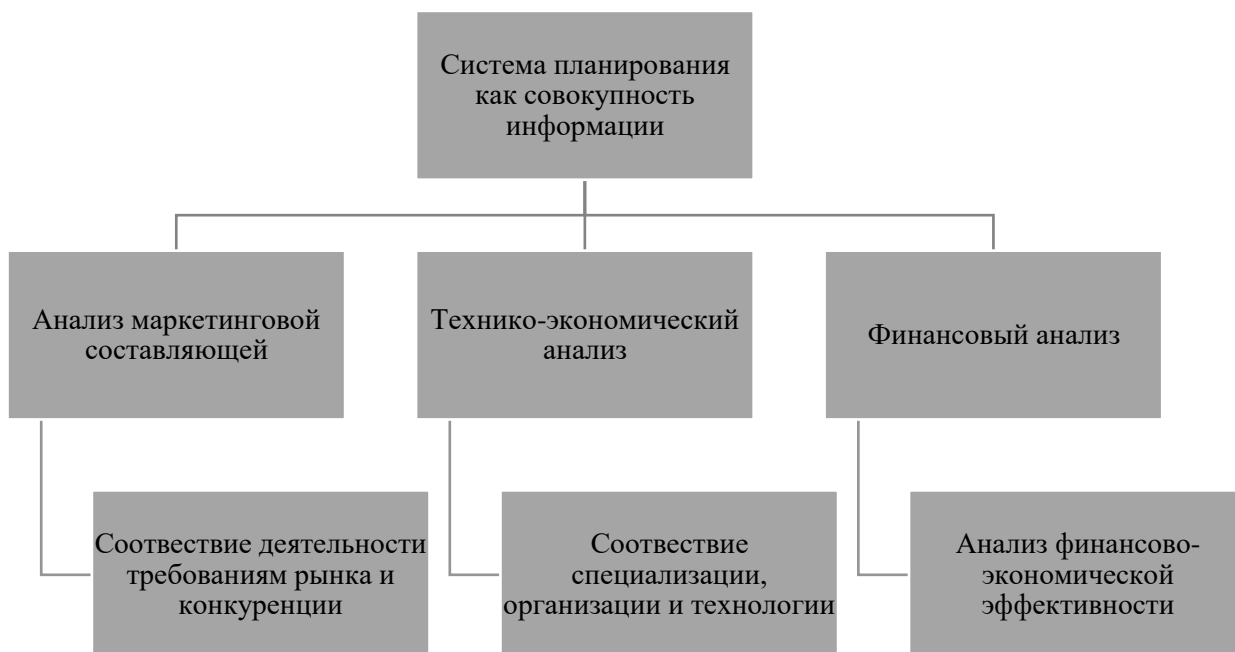 Система планирования
как совокупность
информации
Анализ маркетинговой
составляющей
Технико-экономический
анализ
Финансовый анализ
Соотвествие деятельности
требованиям рынка и
конкуренции
Соотвествие
специализации,
организации и технологии
Анализ финансово-
экономической
эффективности